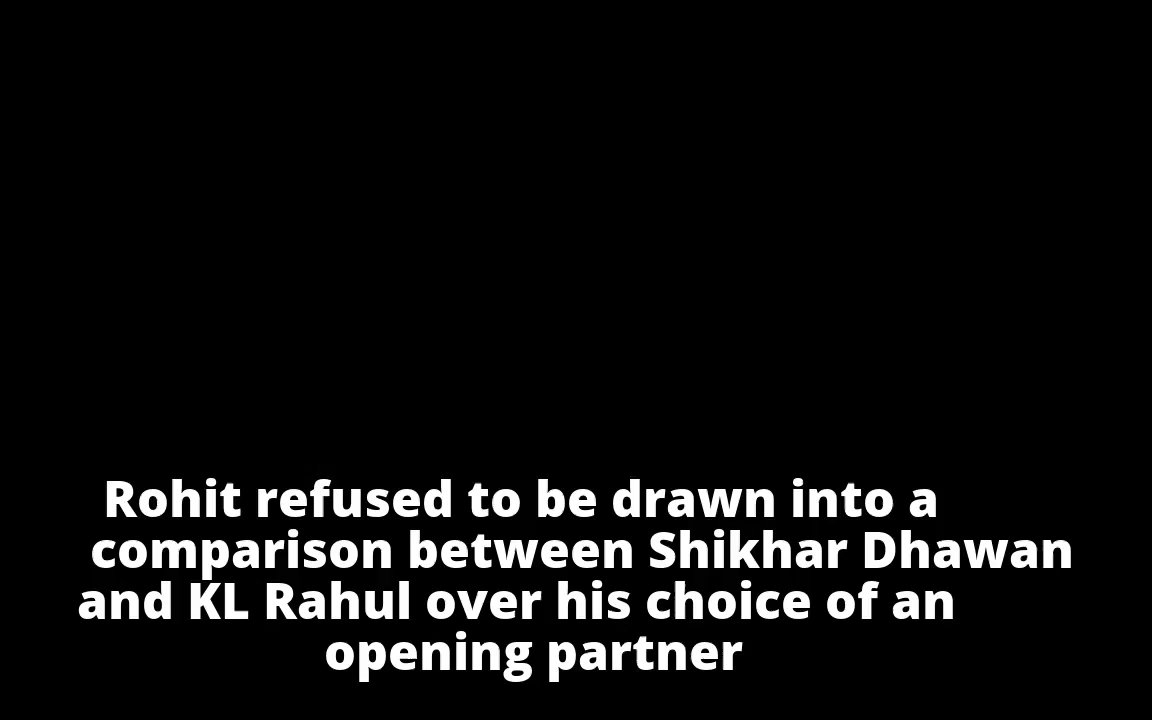 Rohit refused to be drawn into a
comparison between Shikhar Dhawan
and KL Rahul over his choice of an
opening partner